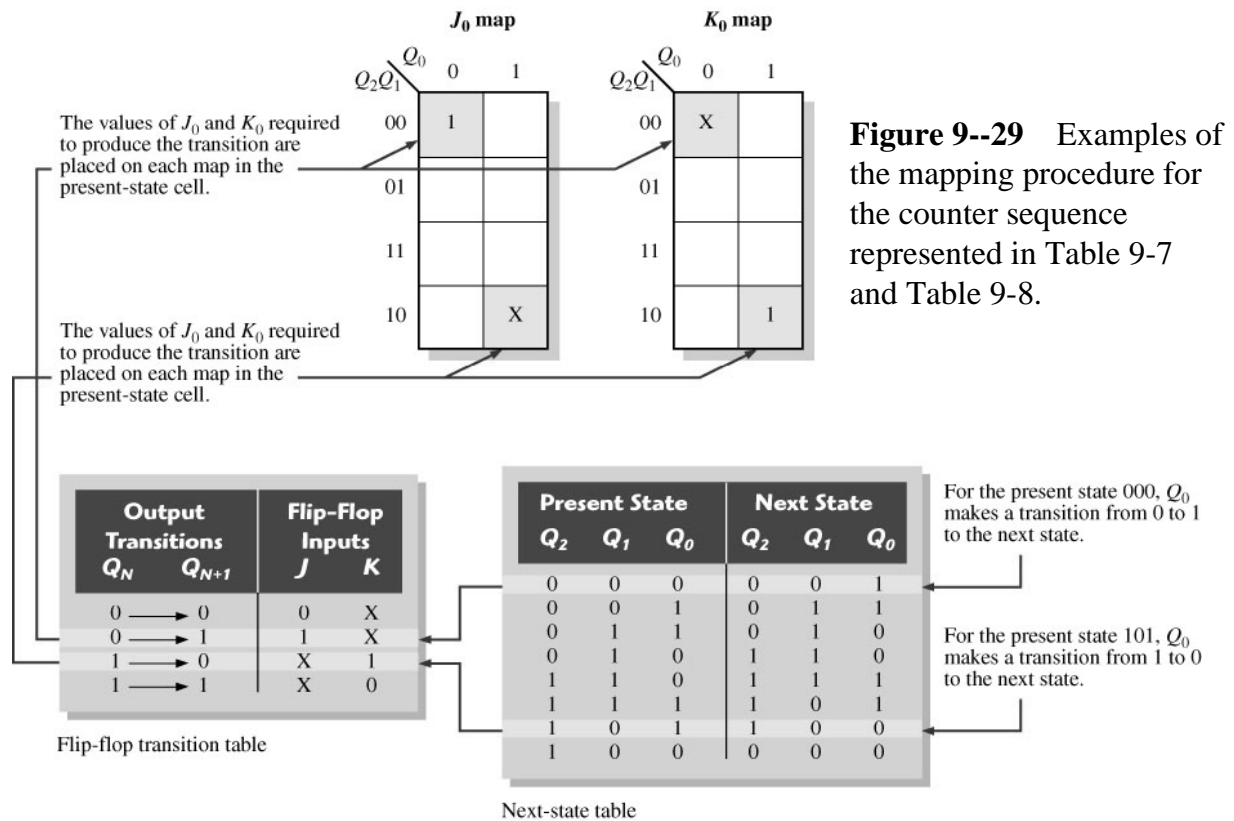 J0 map
K0 map
Q0
Q2Q1
0 1
Q0
Q2Q1
0 1
The values of J0 and K0 required
to produce the transition are
placed on each map in the
present-state cell.
00 1
01
11
10 X
00 X
01
11
10 1
Figure 9--29 Examples of
the mapping procedure for
the counter sequence
represented in Table 9-7
and Table 9-8.
The values of J0 and K0 required
to produce the transition are
placed on each map in the
present-state cell.
Output
Transitions
QN QN+1
Flip-Flop
Inputs
J K
0 → 0 0 X
0 → 1 1 X
1 → 0 X 1
1 → 1 X 0
Flip-flop transition table
Present State Next State
Q2 Q1 Q0 Q2 Q1 Q0
0 0 0 0 0 1
0 0 1 0 1 1
0 1 1 0 1 0
0 1 0 1 1 0
1 1 0 1 1 1
1 1 1 1 0 1
1 0 1 1 0 0
1 0 0 0 0 0
Next-state table
For the present state 000, Q0
makes a transition from 0 to 1
to the next state.
For the present state 101, Q0
makes a transition from 1 to 0
to the next state.